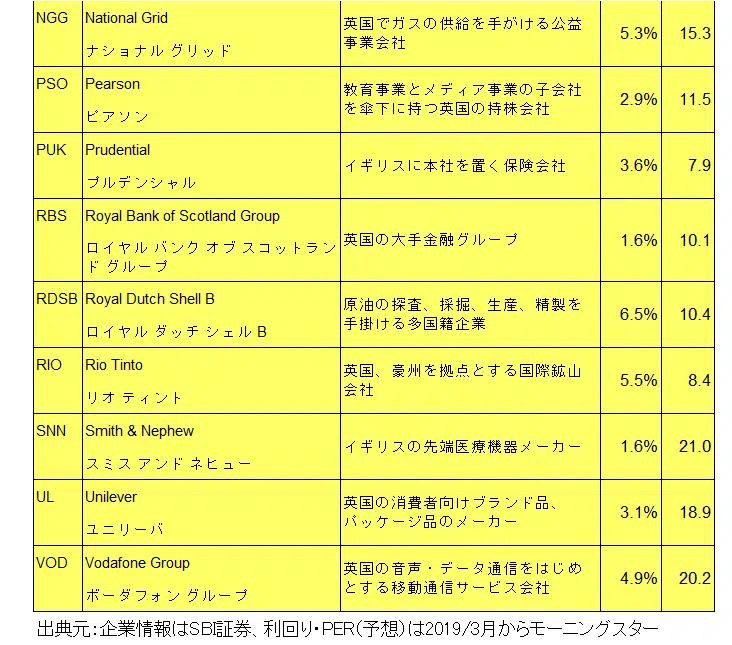 NGG
National Grid
ナショナル グリッド
英国でガスの供給を手がける公益
事業会社
5.3%
15.3
PSO
Pearson
ピアソン
教育事業とメディア事業の子会社
を傘下に持つ英国の持株会社
2.9%
11.5
PUK
Prudential
プルデンシャル
イギリスに本社を置く保険会社
3.6%
7.9
RBS
Royal Bank of Scotland Group
ロイヤル バンク オブ スコットラン
ド グループ
英国の大手金融グループ
1.6%
10.1
RDSB
Royal Dutch Shell B
ロイヤル ダッチ シェル B
原油の探査、採掘、生産、精製を
手掛ける多国籍企業
6.5%
10.4
RIO
Rio Tinto
リオ ティント
英国、豪州を拠点とする国際鉱山
会社
5.5%
8.4
SNN
Smith & Nephew
スミス アンド ネヒュー
イギリスの先端医療機器メーカー
1.6%
21.0
UL
Unilever
ユニリーバ
英国の消費者向けブランド品、
パッケージ品のメーカー
3.1%
18.9
VOD
Vodafone Group
ボーダフォン グループ
英国の音声・データ通信をはじめ
とする移動通信サービス会社
4.9%
20.2
出典元：企業情報はSBI証券、利回り・PER（予想）は2019/3月からモーニングスター